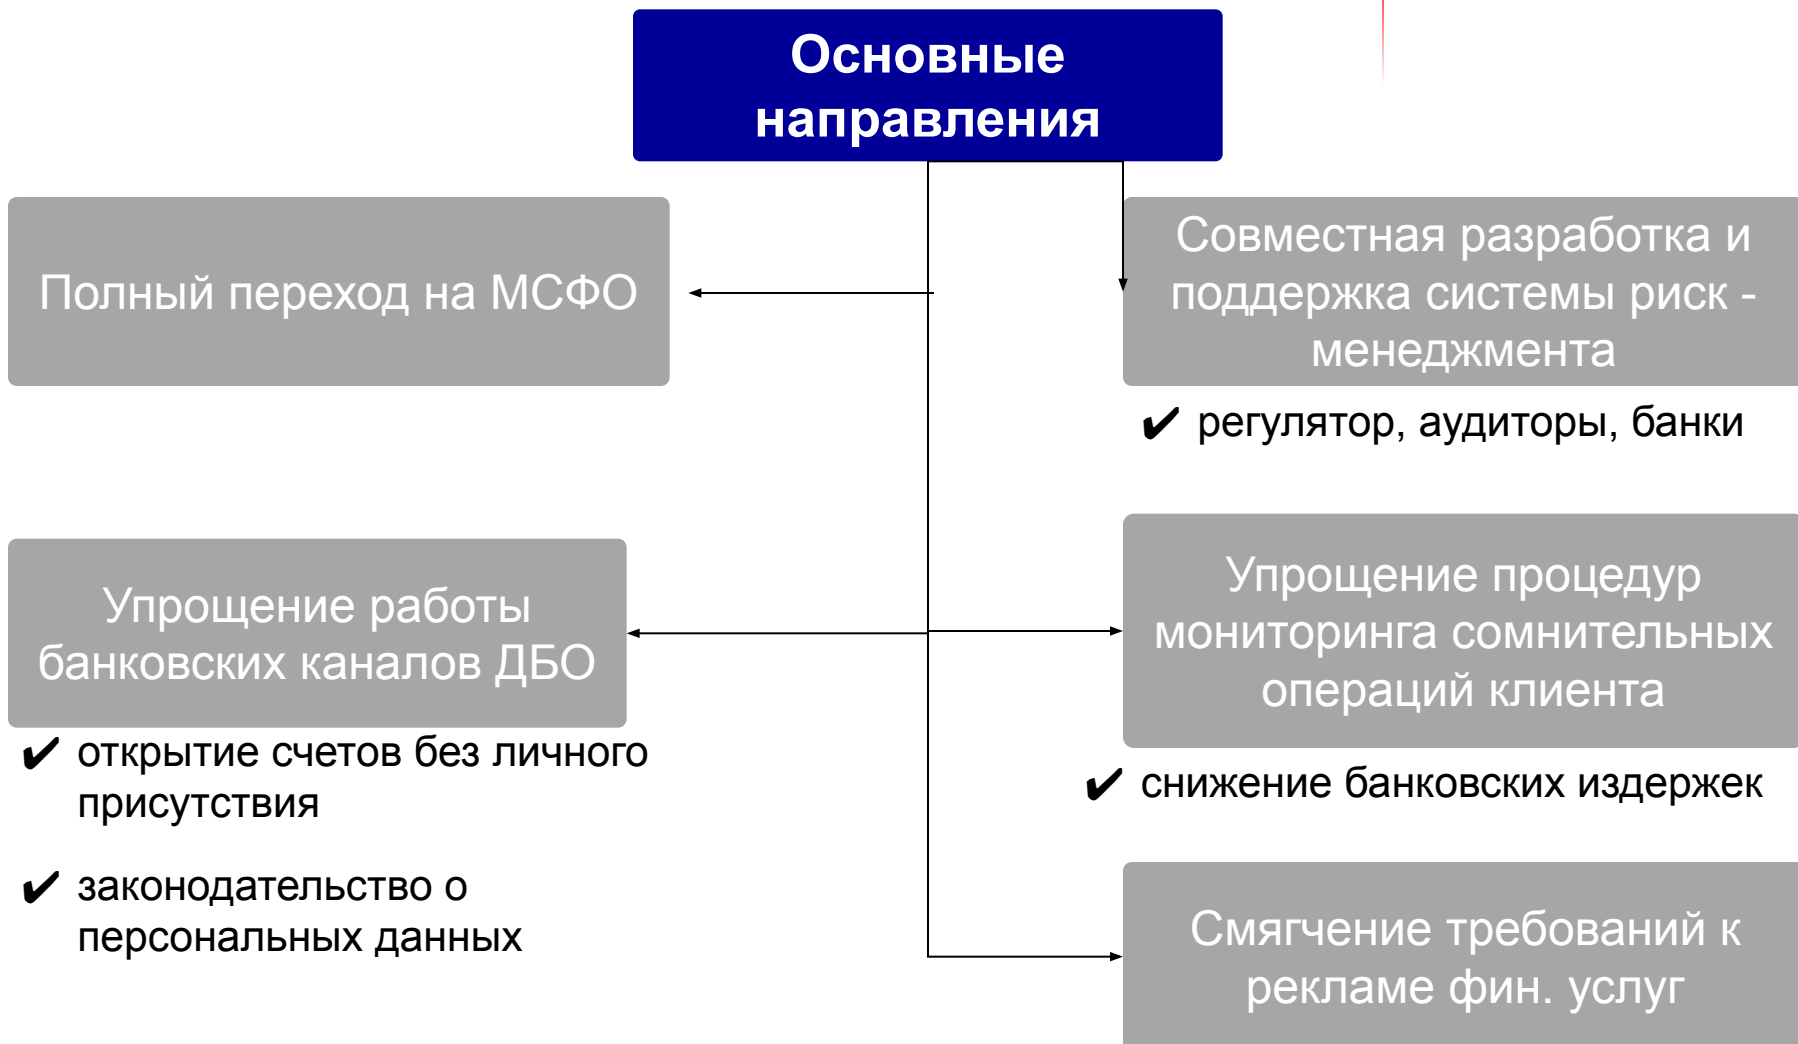 Основные
направления
Полный переход на МСФО
Совместная разработка и
поддержка системы риск -
менеджмента
✔ регулятор, аудиторы, банки
Упрощение работы
банковских каналов ДБО
✔ открытие счетов без личного
присутствия
✔ законодательство о
персональных данных
Упрощение процедур
мониторинга сомнительных
операций клиента
✔ снижение банковских издержек
Смягчение требований к
рекламе фин. услуг